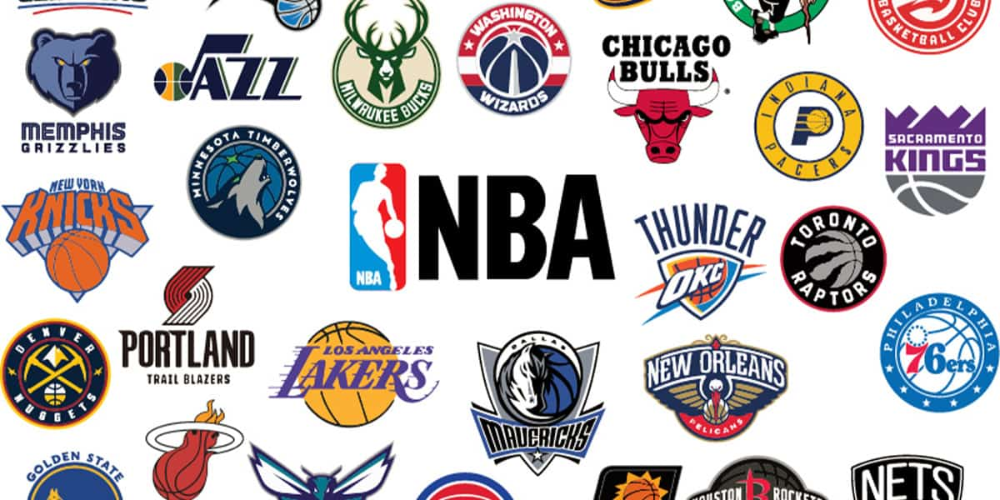 WASHINGTON
WIZARDS
MILWAUKEE BUCKS
JAZZ
CHICAGO
BULLS
BASKETBALL CLUB
MEMPHIS
GRIZZLIES
MINNESOTA TIMBERWOLVES
INDIANA
PACERS
SACRAMENTO
KINGS
NEW YORK
KNICKS
NBA
NBA
THUNDER
OKC
TORONTO
RAPTORS
PORTLAND
TRAIL BLAZERS
DENVER
NUGGETS
LOS ANGELES
LAKERS
DALLAS
MAVERICKS
NEW ORLEANS
PELICANS
PHILADELPHIA
76ers
GOLDEN STATE
HOUSTON R ROCKETS
NETS